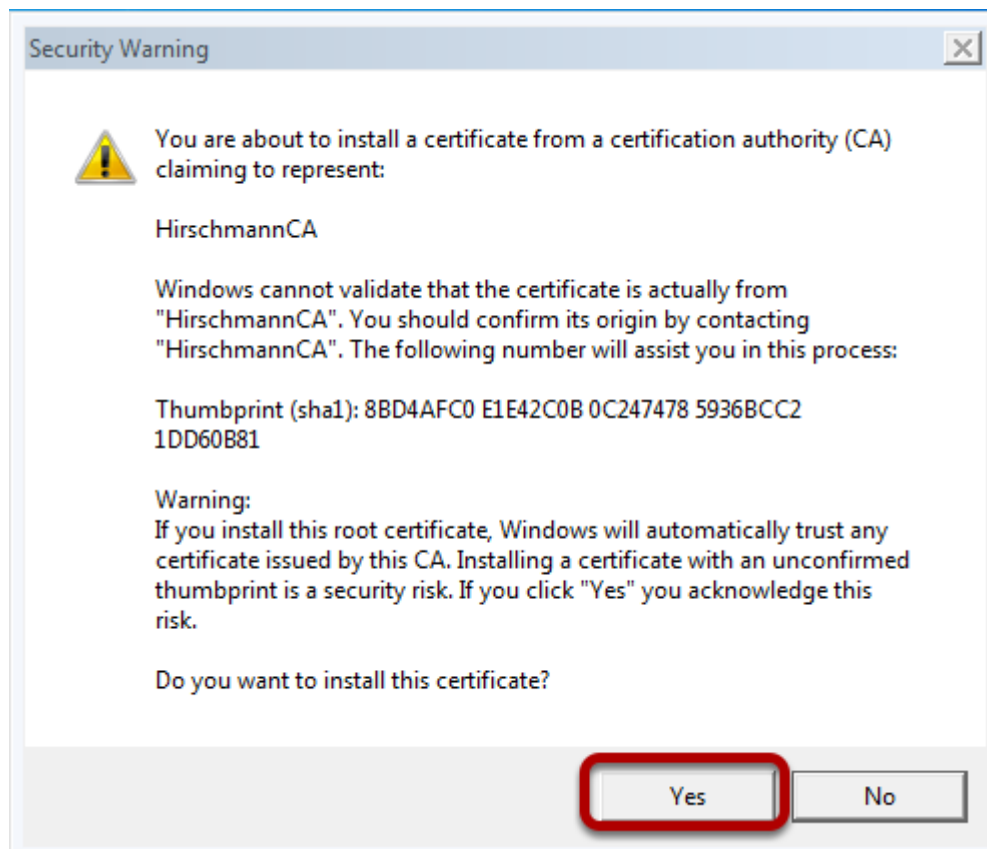 Security Warning
You are about to install a certificate from a certification authority (CA)
claiming to represent:
HirschmannCA
Windows cannot validate that the certificate is actually from
"HirschmannCA". You should confirm its origin by contacting
"HirschmannCA". The following number will assist you in this process:
Thumbprint (sha1): 8BD4AFC0 E1E42C0B 0C247478 5936BCC2
1DD60B81
Warning:
If you install this root certificate, Windows will automatically trust any
certificate issued by this CA. Installing a certificate with an unconfirmed
thumbprint is a security risk. If you click "Yes" you acknowledge this
risk.
Do you want to install this certificate?
Yes No